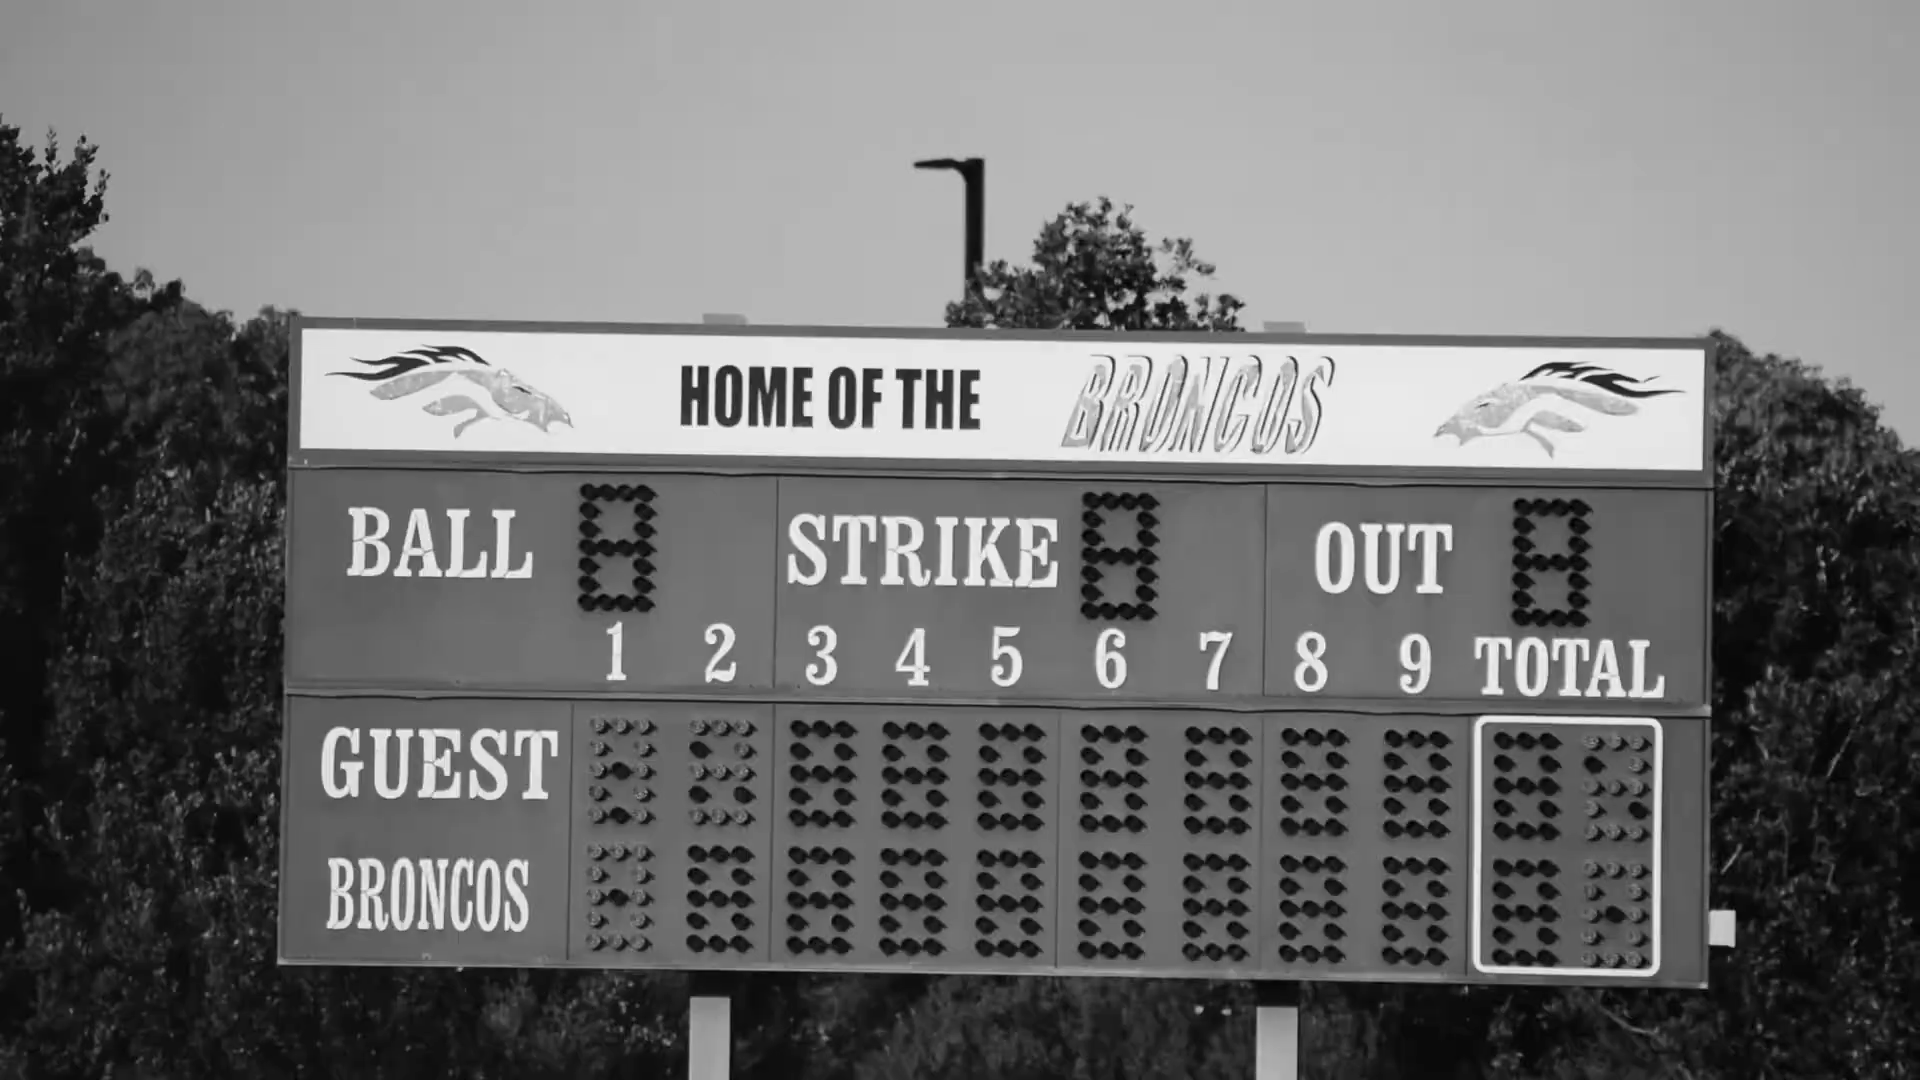 HOME OF THE BRONCOS
BALL STRIKE OUT
1 2 3 4 5 6 7 8 9 TOTAL
GUEST
BRONCOS